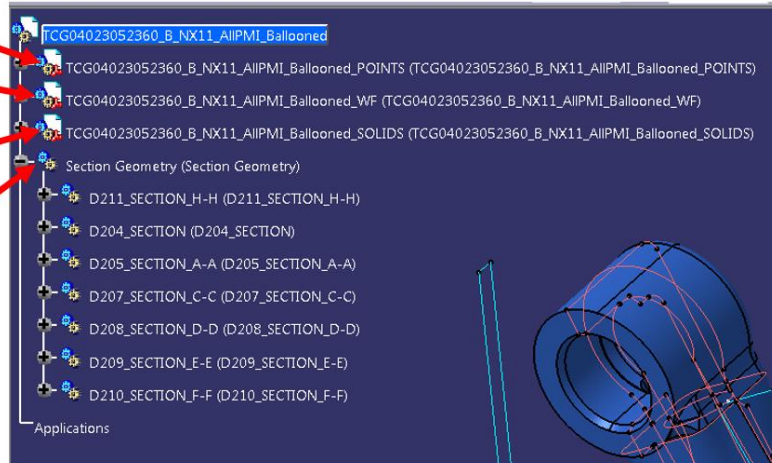 TCG04023052360_B_NX11_AllPMI_Ballooned
TCG04023052360_B_NX11_AllPMI_Ballooned_POINTS (TCG04023052360_B_NX11_AllPMI_Ballooned_POINTS)
TCG04023052360_B_NX11_AllPMI_Ballooned_WF (TCG04023052360_B_NX11_AllPMI_Ballooned_WF)
TCG04023052360_B_NX11_AllPMI_Ballooned_SOLIDS (TCG04023052360_B_NX11_AllPMI_Ballooned_SOLIDS)
Section Geometry (Section Geometry)
D211_SECTION_H-H (D211_SECTION_H-H)
D204_SECTION (D204_SECTION)
D205_SECTION_A-A (D205_SECTION_A-A)
D207_SECTION_C-C (D207_SECTION_C-C)
D208_SECTION_D-D (D208_SECTION_D-D)
D209_SECTION_E-E (D209_SECTION_E-E)
D210_SECTION_F-F (D210_SECTION_F-F)
Applications